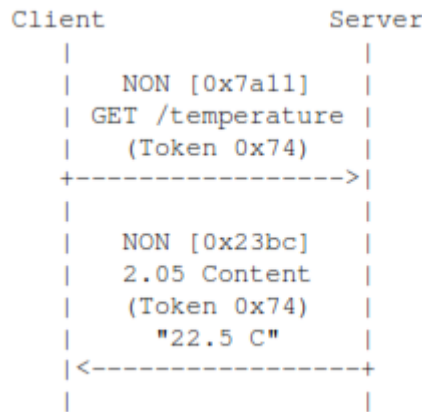 Client Server
NON [0x7a11]
GET /temperature
(Token 0x74)
NON [0x23bc]
2.05 Content
(Token 0x74)
"22.5 C"